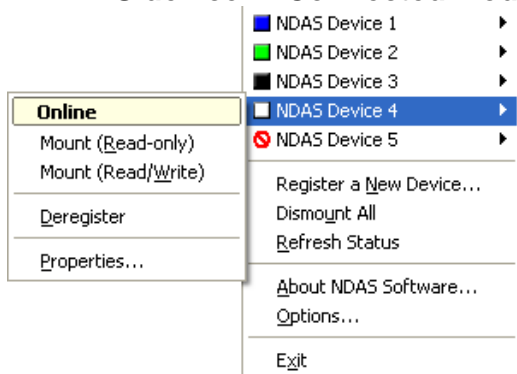 NDAS Device 1
NDAS Device 2
NDAS Device 3
NDAS Device 4
NDAS Device 5
Register a New Device...
Dismount All
Refresh Status
About NDAS Software...
Options...
Exit
Online
Mount (Read-only)
Mount (Read/Write)
Deregister
Properties...